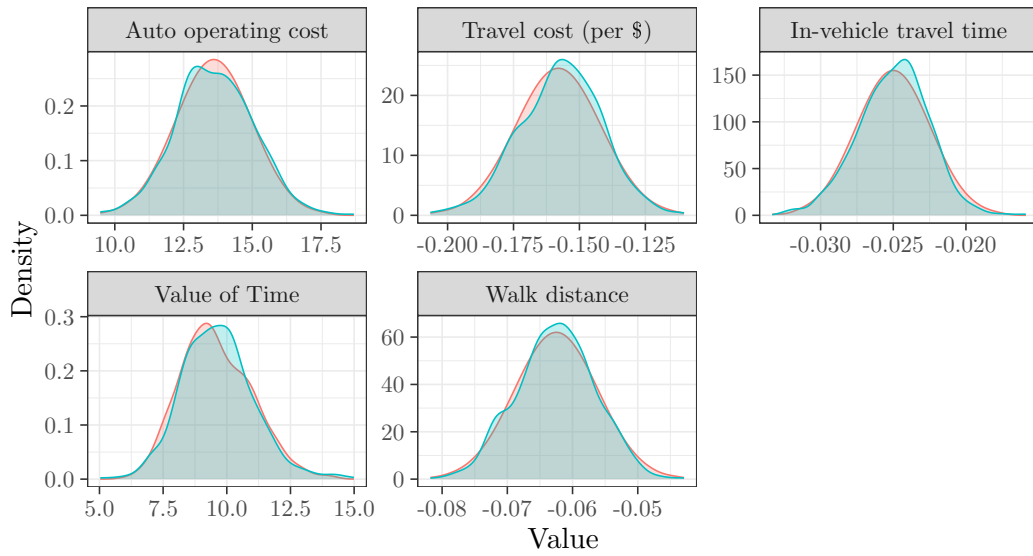 Auto operating cost
Travel cost (per $)
In-vehicle travel time
0.2
0.1
0.0
10.0 12.5 15.0 17.5
20
10
0
-0.200 -0.175 -0.150 -0.125
150
100
50
0
-0.030 -0.025 -0.020
Density
Value of Time
Walk distance
0.3
0.2
0.1
0.0
5.0 7.5 10.0 12.5 15.0
60
40
20
0
-0.08 -0.07 -0.06 -0.05
Value